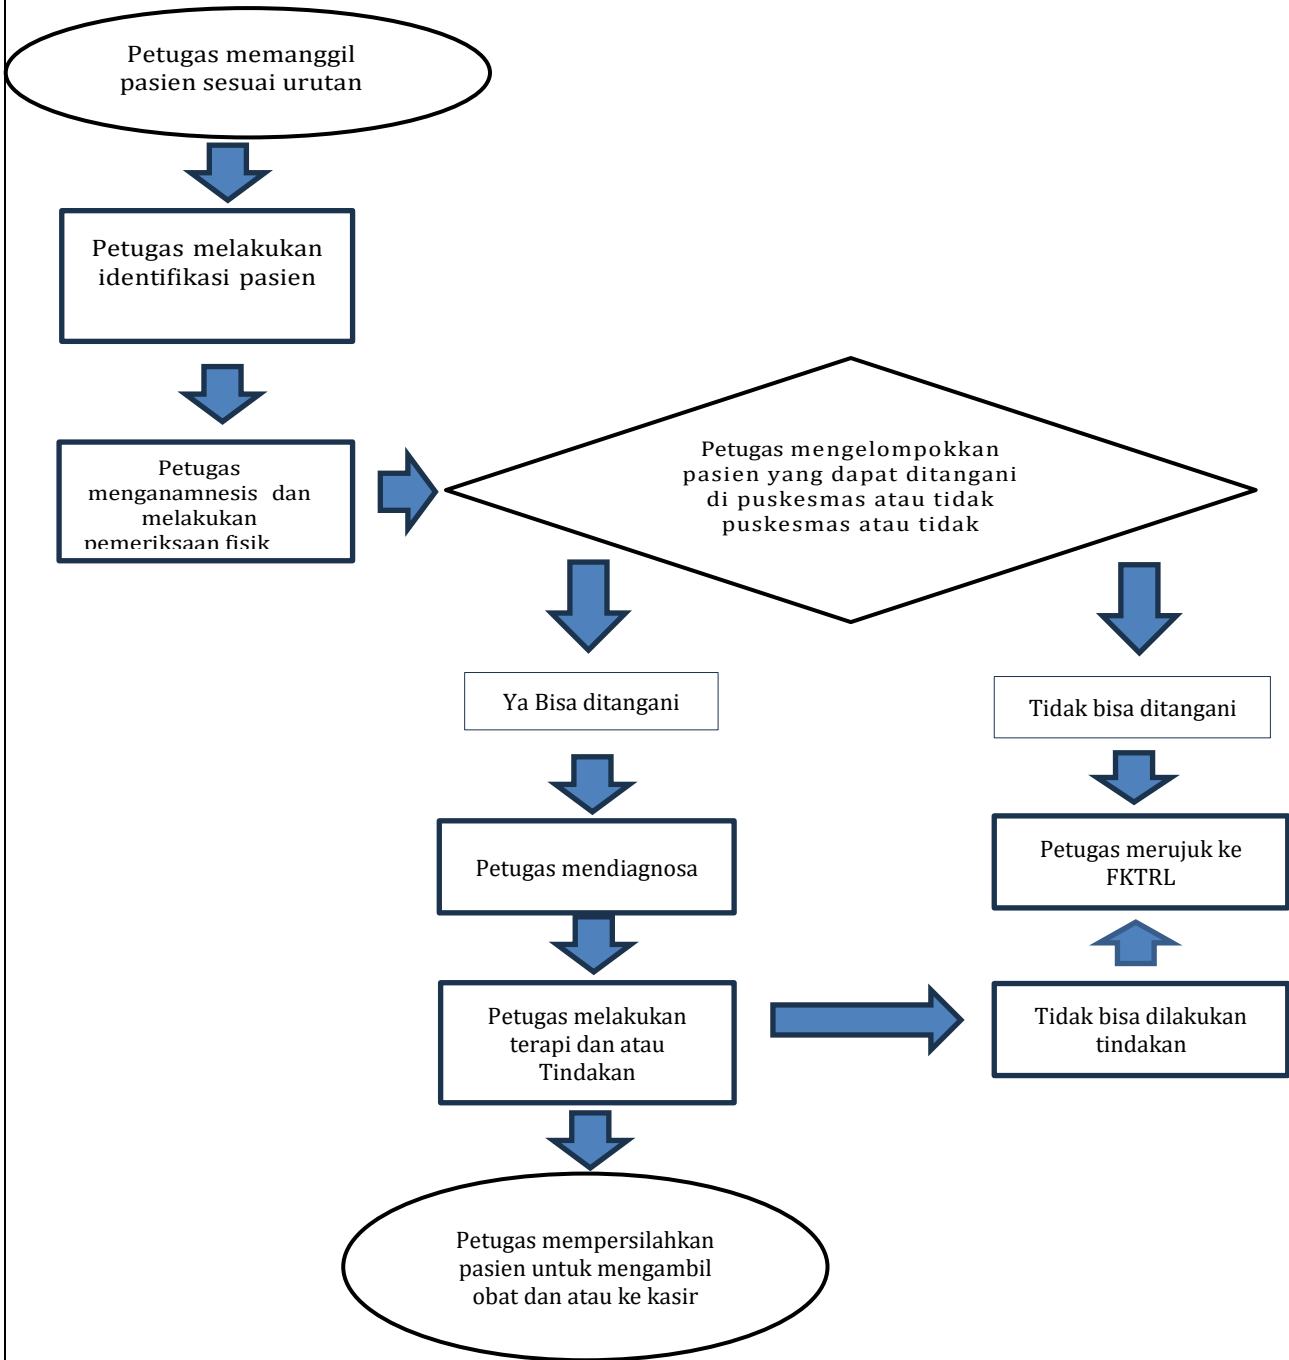 Petugas memanggil
pasien sesuai urutan
Petugas melakukan
identifikasi pasien
Petugas
menganamnesis dan
melakukan
pemeriksaan fisik
Petugas mengelompokkan
pasien yang dapat ditangani
di puskesmas atau tidak
puskesmas atau tidak
Ya Bisa ditangani
Tidak bisa ditangani
Petugas mendiagnosa
Petugas merujuk ke
FKTRL
Petugas melakukan
terapi dan atau
Tindakan
Tidak bisa dilakukan
tindakan
Petugas mempersilahkan
pasien untuk mengambil
obat dan atau ke kasir